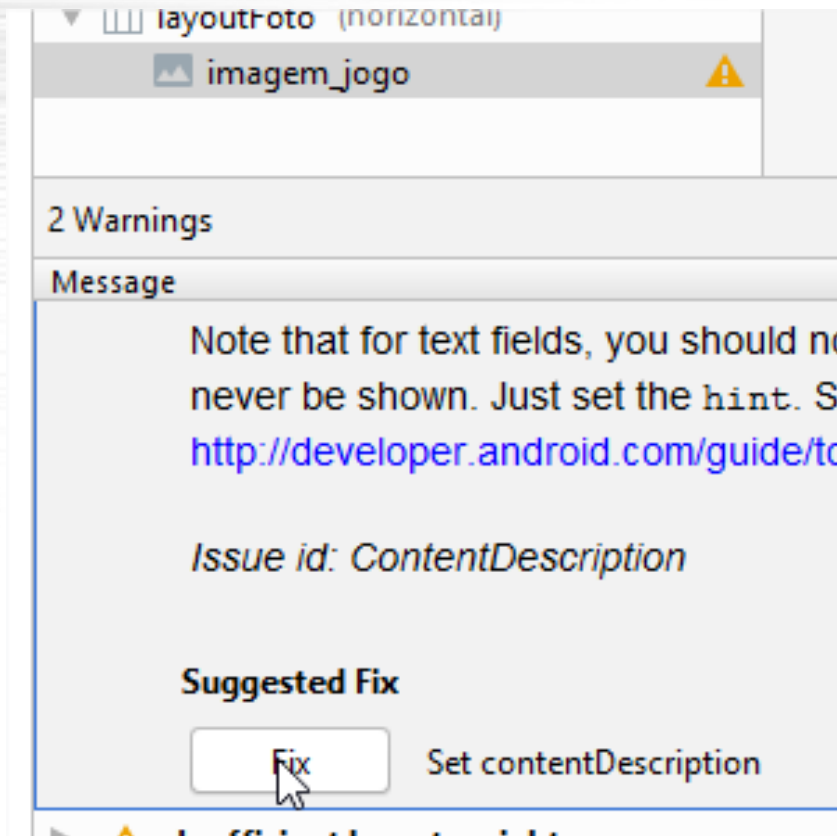 layoutFoto (horizontal)
imagem_jogo
2 Warnings
Message
Note that for text fields, you should
never be shown. Just set the hint.
http://developer.android.com/guide/to
Issue id: ContentDescription
Suggested Fix
Fix Set contentDescription